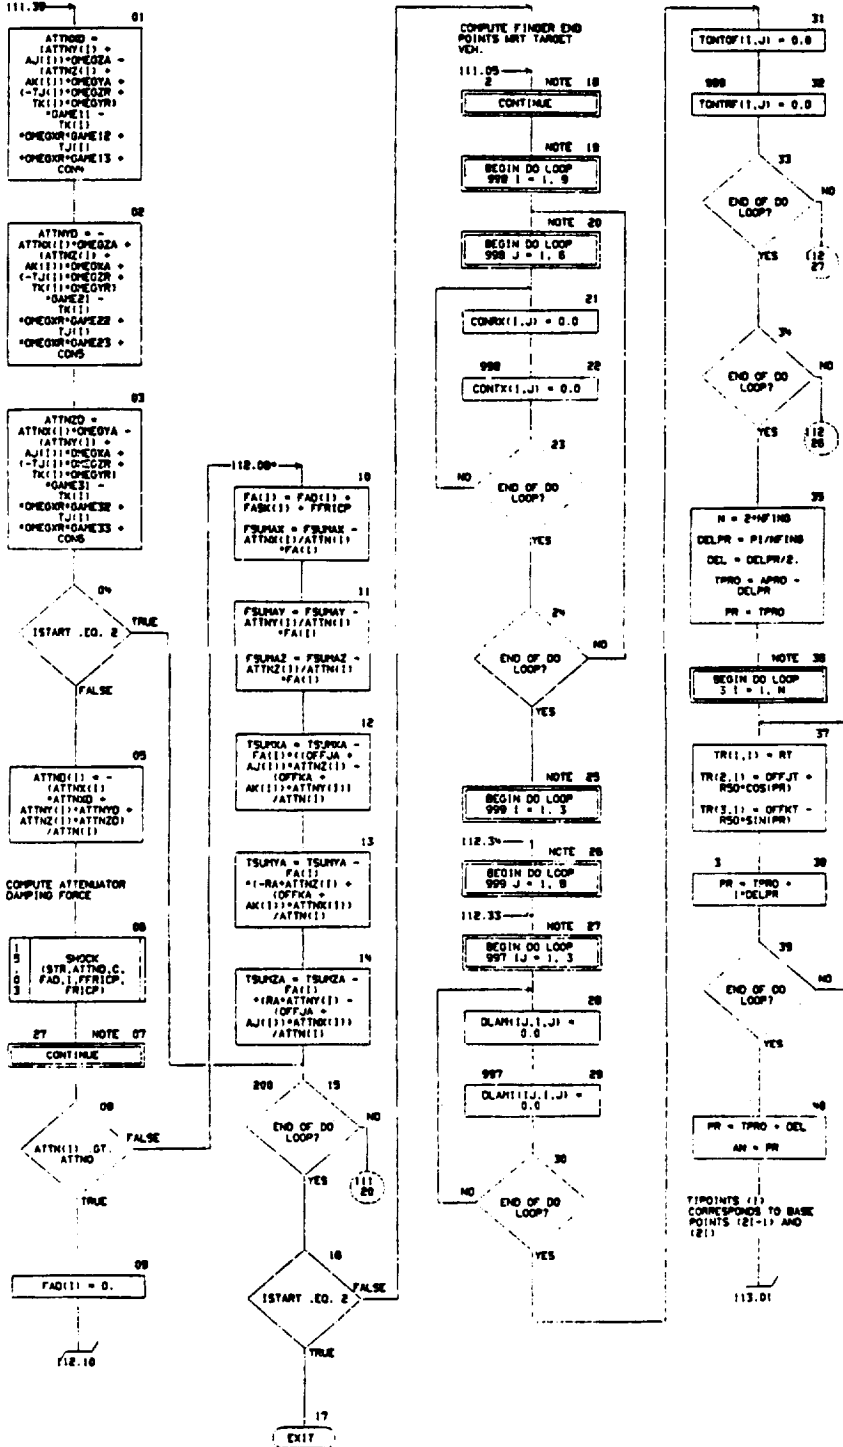 111.39
01
ATTNXD =
(ATTNY(I) +
AJ(I))*OMEGZA -
(ATTNZ(I) +
AK(I))*OMEGYA +
(-TJ(I)*OMEGZR +
TK(I)*OMEGYR)
*GAME11 -
TK(I)
*OMEGXR*GAME12 +
TJ(I)
*OMEGXR*GAME13 +
CON4
02
ATTNYD = -
ATTNX(I)*OMEGZA +
(ATTNZ(I) +
AK(I))*OMEGXA +
(-TJ(I)*OMEGZR +
TK(I)*OMEGYR)
*GAME21 -
TK(I)
*OMEGXR*GAME22 +
TJ(I)
*OMEGXR*GAME23 +
CON5
03
ATTNZD =
ATTNX(I)*OMEGYA -
(ATTNY(I) +
AJ(I))*OMEGXA +
(-TJ(I)*OMEGZR +
TK(I)*OMEGYR)
*GAME31 -
TK(I)
*OMEGXR*GAME32 +
TJ(I)
*OMEGXR*GAME33 +
CON6
04
ISTART .EQ. 2
TRUE
FALSE
05
ATTND(I) = -
(ATTNX(I)
*ATTNXD +
ATTNY(I)*ATTNYD +
ATTNZ(I)*ATTNZD)
/ATTN(I)
COMPUTE ATTENUATOR
DAMPING FORCE
06
15.03
SHOCK
(STR,ATTND,C,
FAD,I,FFRICP,
FRICP)
27 NOTE 07
CONTINUE
08
ATTN(I) .GT.
ATTNO
FALSE
TRUE
09
FAD(I) = 0.
112.10
112.08*
10
FA(I) = FAD(I) +
FASK(I) + FFRICP
FSUMAX = FSUMAX -
ATTNX(I)/ATTN(I)
*FA(I)
11
FSUMAY = FSUMAY -
ATTNY(I)/ATTN(I)
*FA(I)
FSUMAZ = FSUMAZ -
ATTNZ(I)/ATTN(I)
*FA(I)
12
TSUMXA = TSUMXA -
FA(I)*((OFFJA +
AJ(I))*ATTNZ(I) -
(OFFKA +
AK(I))*ATTNY(I))
/ATTN(I)
13
TSUMYA = TSUMYA -
FA(I)
*(-RA*ATTNZ(I) +
(OFFKA +
AK(I))*ATTNX(I))
/ATTN(I)
14
TSUMZA = TSUMZA -
FA(I)
*(RA*ATTNY(I) -
(OFFJA +
AJ(I))*ATTNX(I))
/ATTN(I)
200 15
END OF DO
LOOP?
NO
111
20
YES
16
ISTART .EQ. 2
FALSE
TRUE
17
EXIT
COMPUTE FINGER END
POINTS WRT TARGET
VEH.
111.05
2 NOTE 18
CONTINUE
NOTE 19
BEGIN DO LOOP
998 I = 1, 9
NOTE 20
BEGIN DO LOOP
998 J = 1, 6
21
CONRX(I,J) = 0.0
998 22
CONTX(I,J) = 0.0
23
END OF DO
LOOP?
NO
YES
24
END OF DO
LOOP?
NO
YES
NOTE 25
BEGIN DO LOOP
999 I = 1, 3
112.34
NOTE 26
BEGIN DO LOOP
999 J = 1, 8
112.33
NOTE 27
BEGIN DO LOOP
997 IJ = 1, 3
28
DLAM(IJ,I,J) =
0.0
997 29
DLAMI(IJ,I,J) =
0.0
30
END OF DO
LOOP?
NO
YES
31
TONTOF(I,J) = 0.0
999 32
TONTRF(I,J) = 0.0
33
END OF DO
LOOP?
NO
112
27
YES
34
END OF DO
LOOP?
NO
112
26
YES
35
N = 2*NFING
DELPR = PI/NFING
DEL = DELPR/2.
TPRO = APRO -
DELPR
PR = TPRO
NOTE 36
BEGIN DO LOOP
3 I = 1, N
37
TR(1,I) = RT
TR(2,I) = OFFJT +
RSO*COS(PR)
TR(3,I) = OFFKT -
RSO*SIN(PR)
3 38
PR = TPRO +
I*DELPR
39
END OF DO
LOOP?
NO
YES
40
PR = TPRO + DEL
AN = PR
TIPOINTS (I)
CORRESPONDS TO BASE
POINTS (2I-1) AND
(2I)
113.01